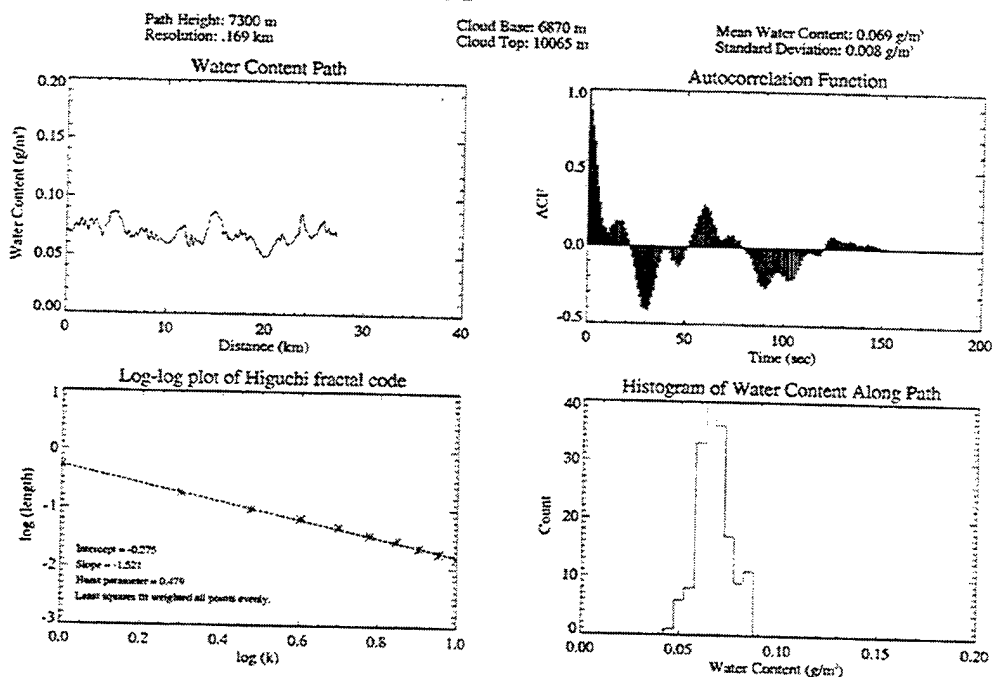 Path Height: 7300 m
Resolution: .169 km
Cloud Base: 6870 m
Cloud Top: 10065 m
Mean Water Content: 0.069 g/m³
Standard Deviation: 0.008 g/m³
Water Content Path
0.20
0.15
0.10
0.05
0.00
Water Content (g/m³)
0 10 20 30 40
Distance (km)
Autocorrelation Function
1.0
0.5
0.0
-0.5
ACF
0 50 100 150 200
Time (sec)
Log-log plot of Higuchi fractal code
1
0
-1
-2
-3
log (length)
Intercept = -0.275
Slope = -1.521
Hurst parameter = 0.479
Least squares fit weighted all points evenly.
0.0 0.2 0.4 0.6 0.8 1.0
log (k)
Histogram of Water Content Along Path
40
30
20
10
0
Count
0.00 0.05 0.10 0.15 0.20
Water Content (g/m³)